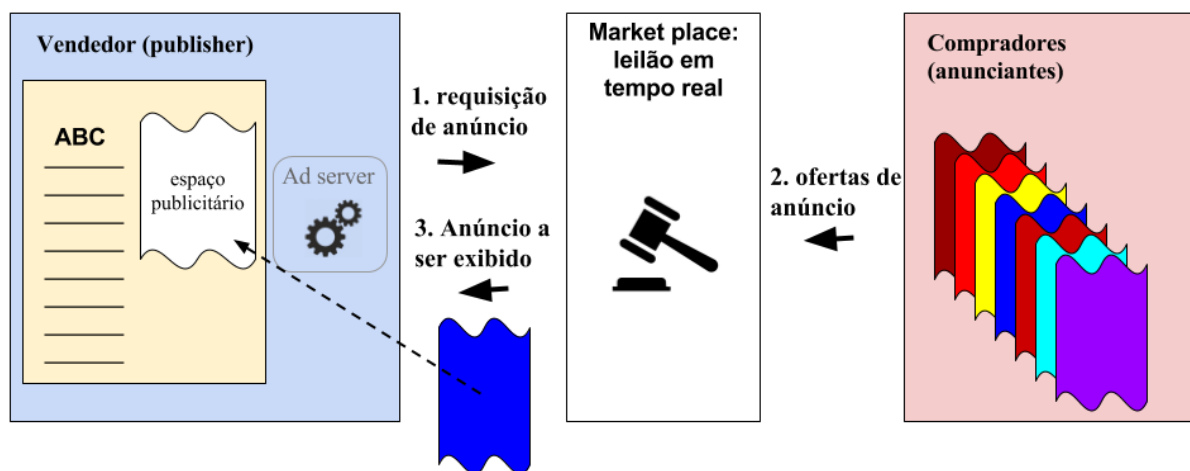 Vendedor (publisher)
ABC
espaço
publicitário
Ad server
1. requisição
de anúncio
3. Anúncio a
ser exibido
Market place:
leilão em
tempo real
2. ofertas de
anúncio
Compradores
(anunciantes)